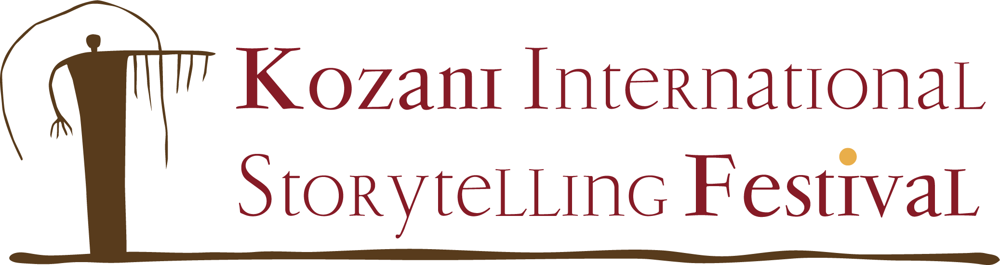 Kozani International
Storytelling Festival